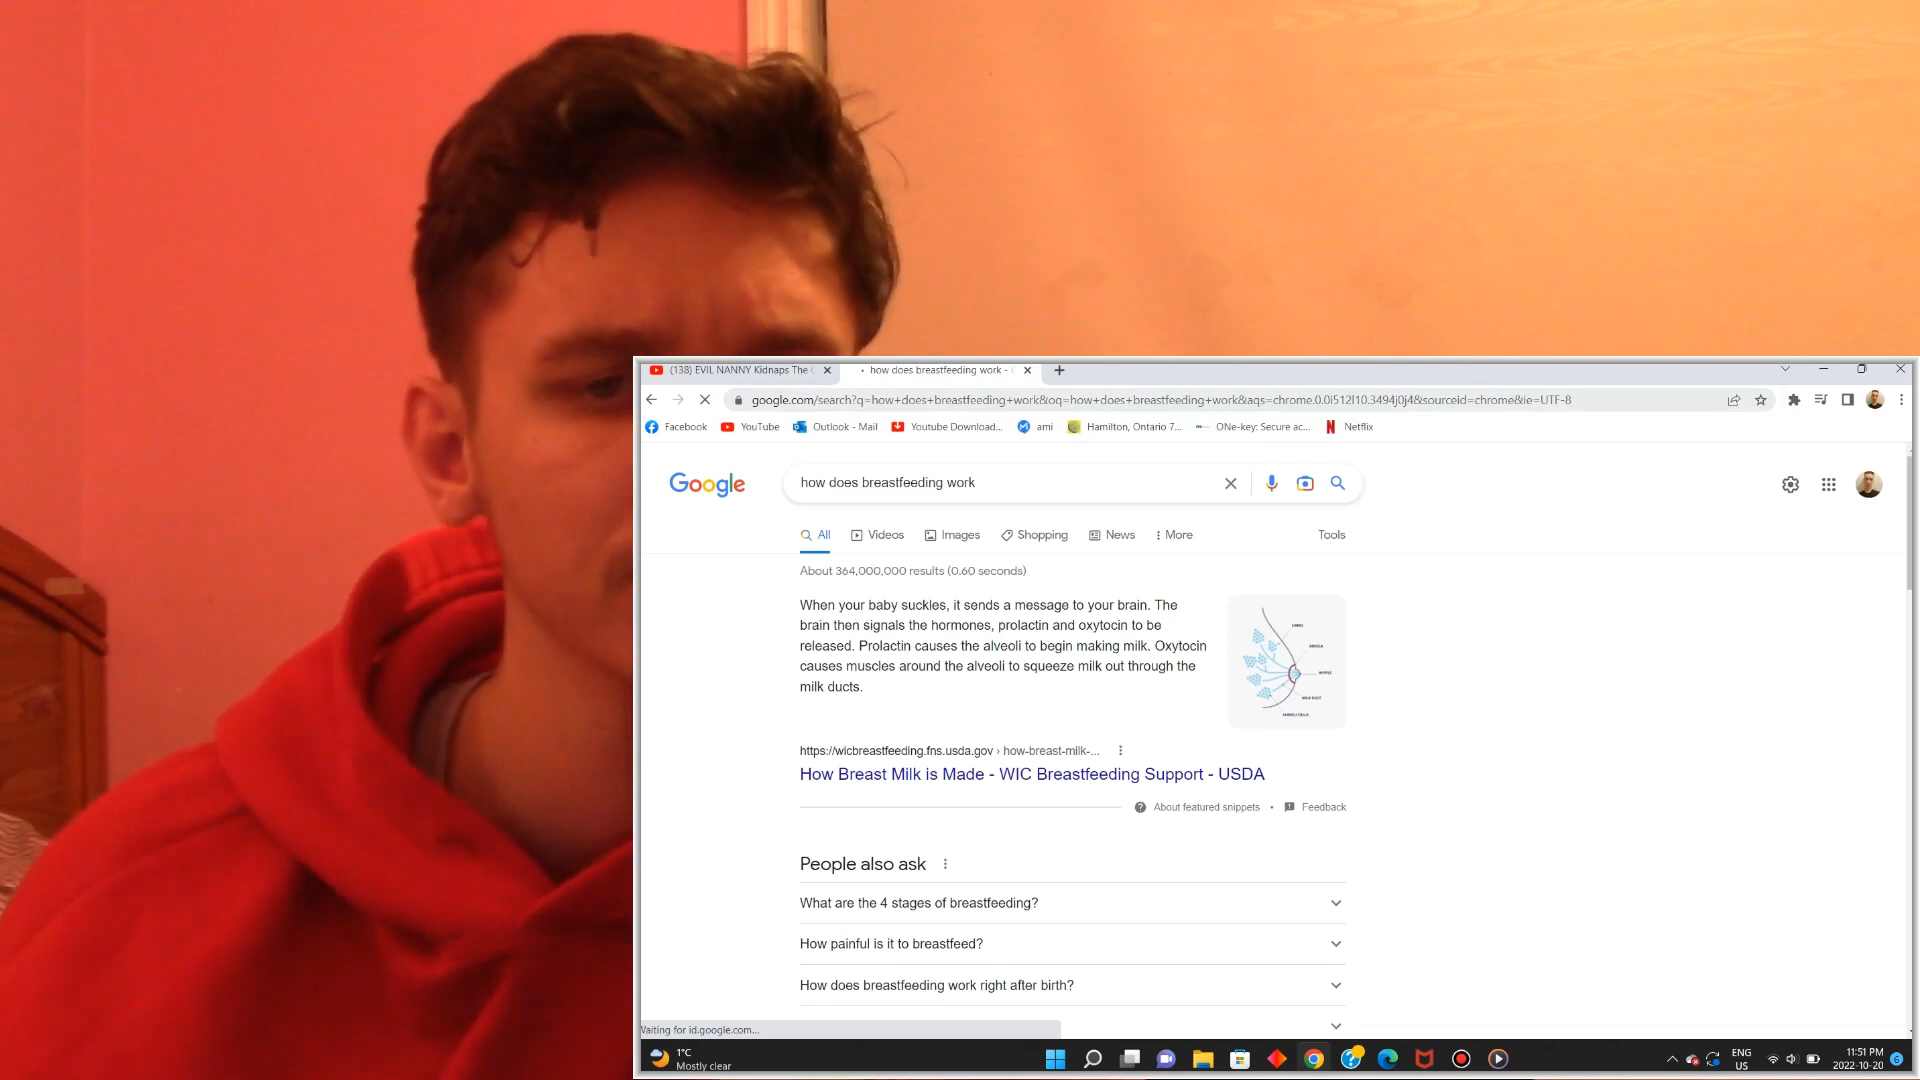 (138) EVIL NANNY Kidnaps The
how does breastfeeding work -
google.com/search?q=how+does+breastfeeding+work&oq=how+does+breastfeeding+work&aqs=chrome.0.0i512l10.3494j0j4&sourceid=chrome&ie=UTF-8
Facebook YouTube Outlook - Mail Youtube Download... ami Hamilton, Ontario 7... ONe-key: Secure ac... Netflix
Google how does breastfeeding work
All Videos Images Shopping News More Tools
About 364,000,000 results (0.60 seconds)
When your baby suckles, it sends a message to your brain. The
brain then signals the hormones, prolactin and oxytocin to be
released. Prolactin causes the alveoli to begin making milk. Oxytocin
causes muscles around the alveoli to squeeze milk out through the
milk ducts.
https://wicbreastfeeding.fns.usda.gov › how-breast-milk-...
How Breast Milk is Made - WIC Breastfeeding Support - USDA
About featured snippets • Feedback
People also ask
What are the 4 stages of breastfeeding?
How painful is it to breastfeed?
How does breastfeeding work right after birth?
Waiting for id.google.com...
1°C
Mostly clear
ENG
US
11:51 PM
2022-10-20
6